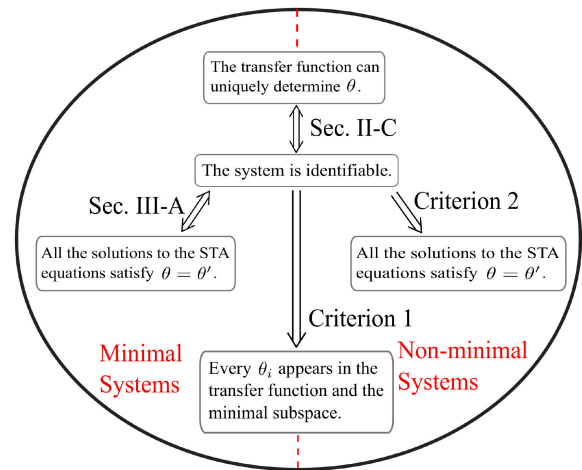 The transfer function can
uniquely determine θ.
Sec. II-C
The system is identifiable.
Sec. III-A
Criterion 2
All the solutions to the STA
equations satisfy θ = θ′.
All the solutions to the STA
equations satisfy θ = θ′.
Criterion 1
Minimal
Systems
Non-minimal
Systems
Every θᵢ appears in the
transfer function and the
minimal subspace.